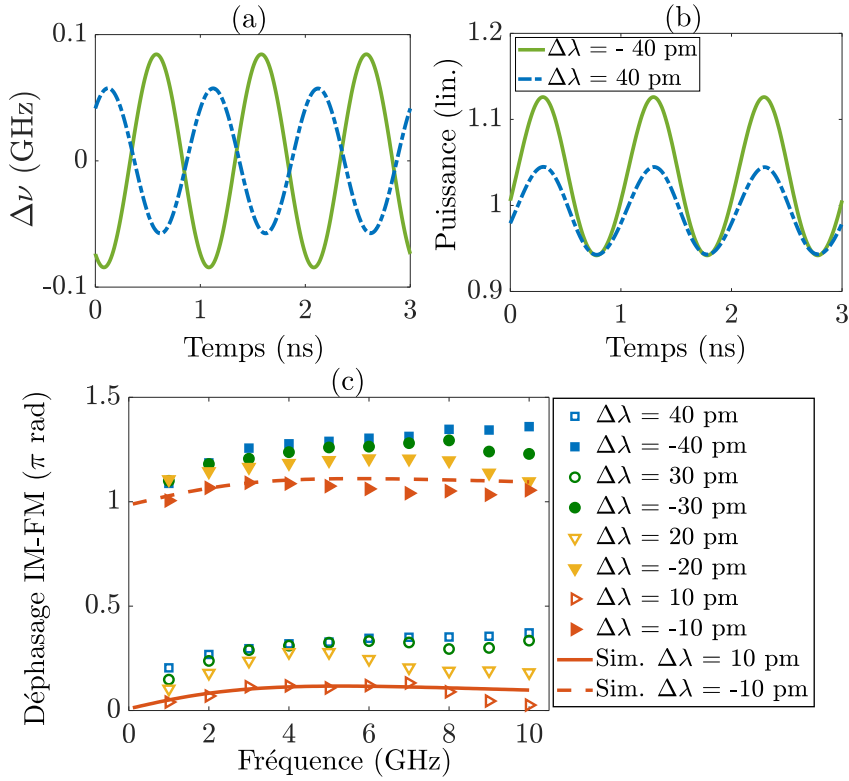 (a)
Δν (GHz)
0.1
0
-0.1
0 1 2 3
Temps (ns)
(b)
Puissance (lin.)
1.2
1.1
1
0.9
Δλ = - 40 pm
Δλ = 40 pm
0 1 2 3
Temps (ns)
(c)
Déphasage IM-FM (π rad)
1.5
1
0.5
0
0 2 4 6 8 10
Fréquence (GHz)
Δλ = 40 pm
Δλ = -40 pm
Δλ = 30 pm
Δλ = -30 pm
Δλ = 20 pm
Δλ = -20 pm
Δλ = 10 pm
Δλ = -10 pm
Sim. Δλ = 10 pm
Sim. Δλ = -10 pm